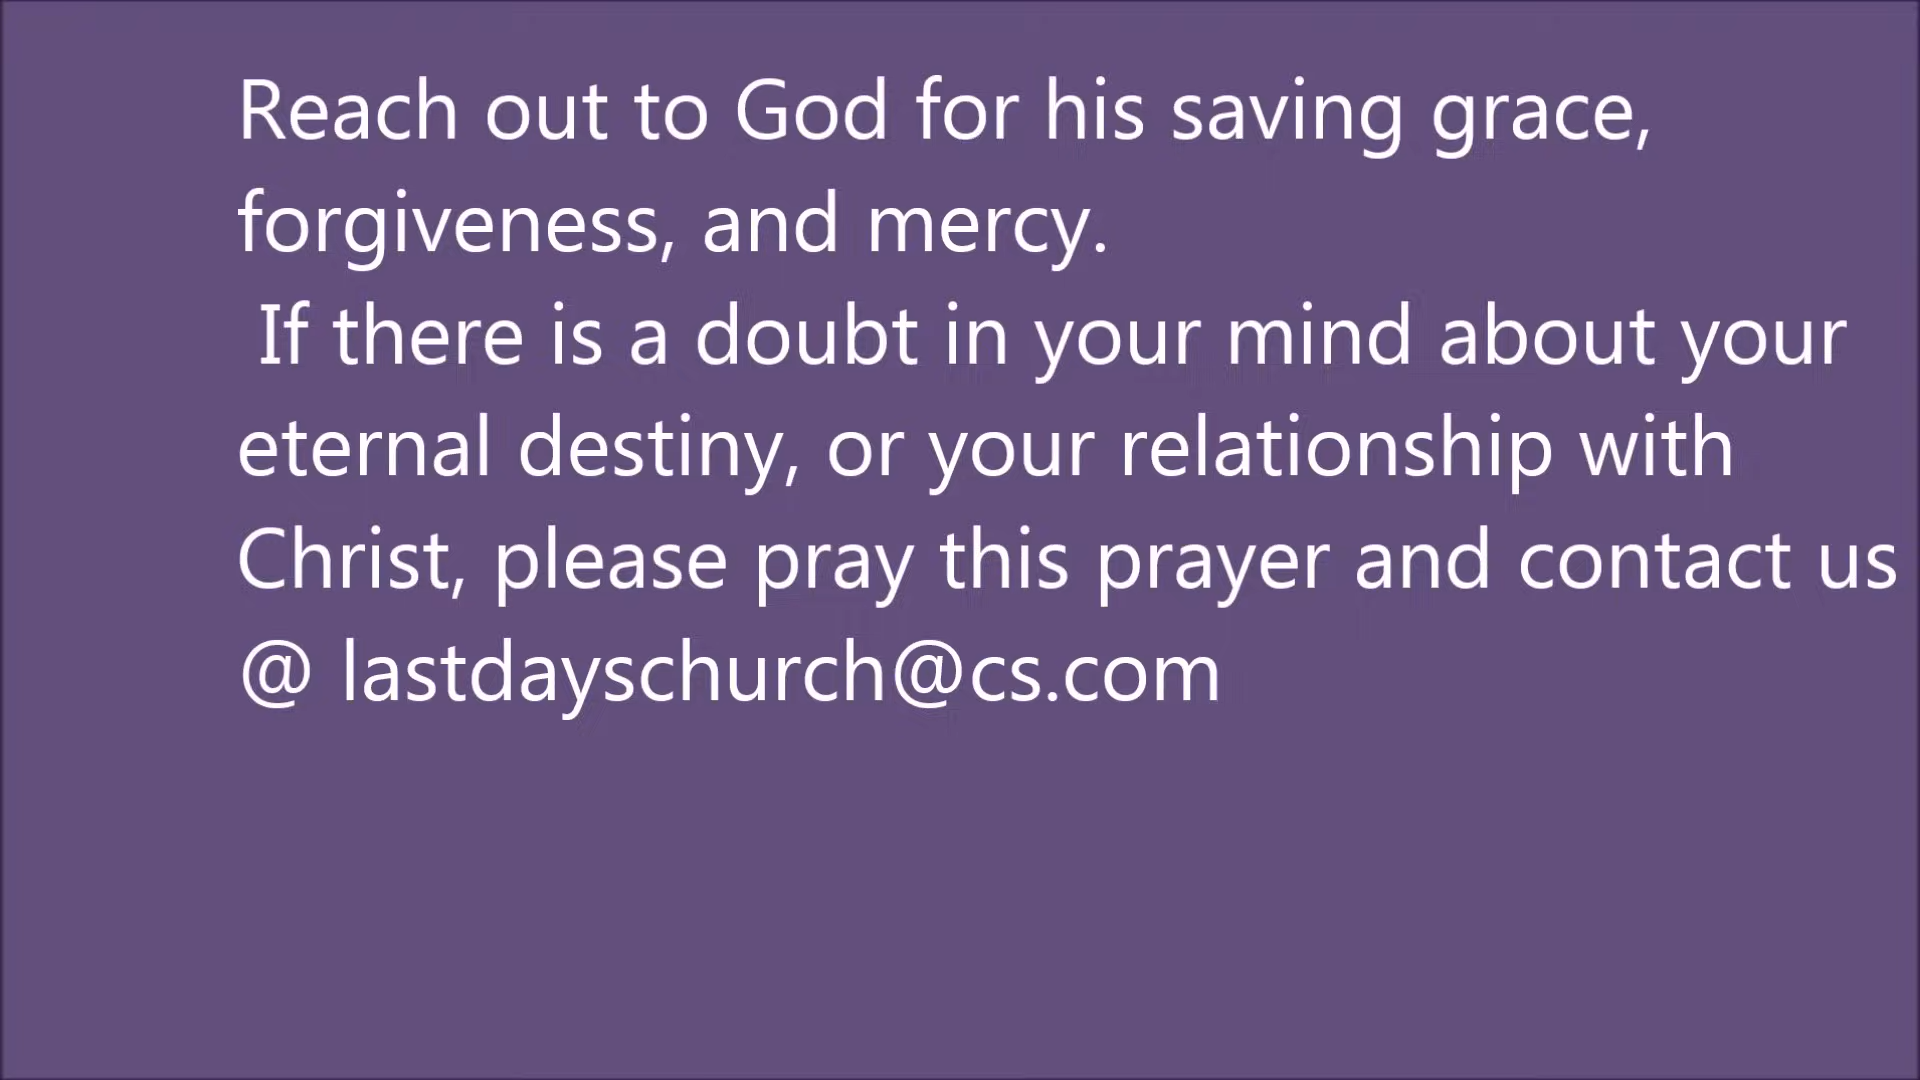 Reach out to God for his saving grace,
forgiveness, and mercy.
If there is a doubt in your mind about your
eternal destiny, or your relationship with
Christ, please pray this prayer and contact us
@ lastdayschurch@cs.com